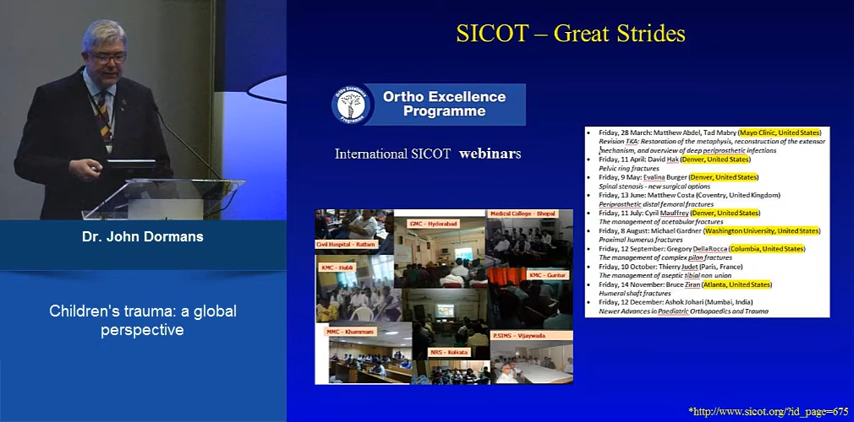 SICOT – Great Strides
Ortho Excellence
Programme
Ortho Excellence
Programme
International SICOT webinars
Dr. John Dormans
Children's trauma: a global
perspective
Civil Hospital - Ratlam
GMC - Hyderabad
Medical College - Bhopal
KMC - Hubli
KMC - Guntur
MMC - Khammam
NRS - Kolkata
P.SIMS - Vijaywada
• Friday, 28 March: Matthew Abdel, Tad Mabry (Mayo Clinic, United States)
Revision TKA: Restoration of the metaphysis, reconstruction of the extensor
mechanism, and overview of deep periprosthetic infections
• Friday, 11 April: David Hak (Denver, United States)
Pelvic ring fractures
• Friday, 9 May: Evalina Burger (Denver, United States)
Spinal stenosis - new surgical options
• Friday, 13 June: Matthew Costa (Coventry, United Kingdom)
Periprosthetic distal femoral fractures
• Friday, 11 July: Cyril Mauffrey (Denver, United States)
The management of acetabular fractures
• Friday, 8 August: Michael Gardner (Washington University, United States)
Proximal humerus fractures
• Friday, 12 September: Gregory DellaRocca (Columbia, United States)
The management of complex pilan fractures
• Friday, 10 October: Thierry Judet (Paris, France)
The management of aseptic tibial non union
• Friday, 14 November: Bruce Ziran (Atlanta, United States)
Humeral shaft fractures
• Friday, 12 December: Ashok Johari (Mumbai, India)
Newer Advances in Paediatric Orthopaedics and Trauma
*http://www.sicot.org/?id_page=675